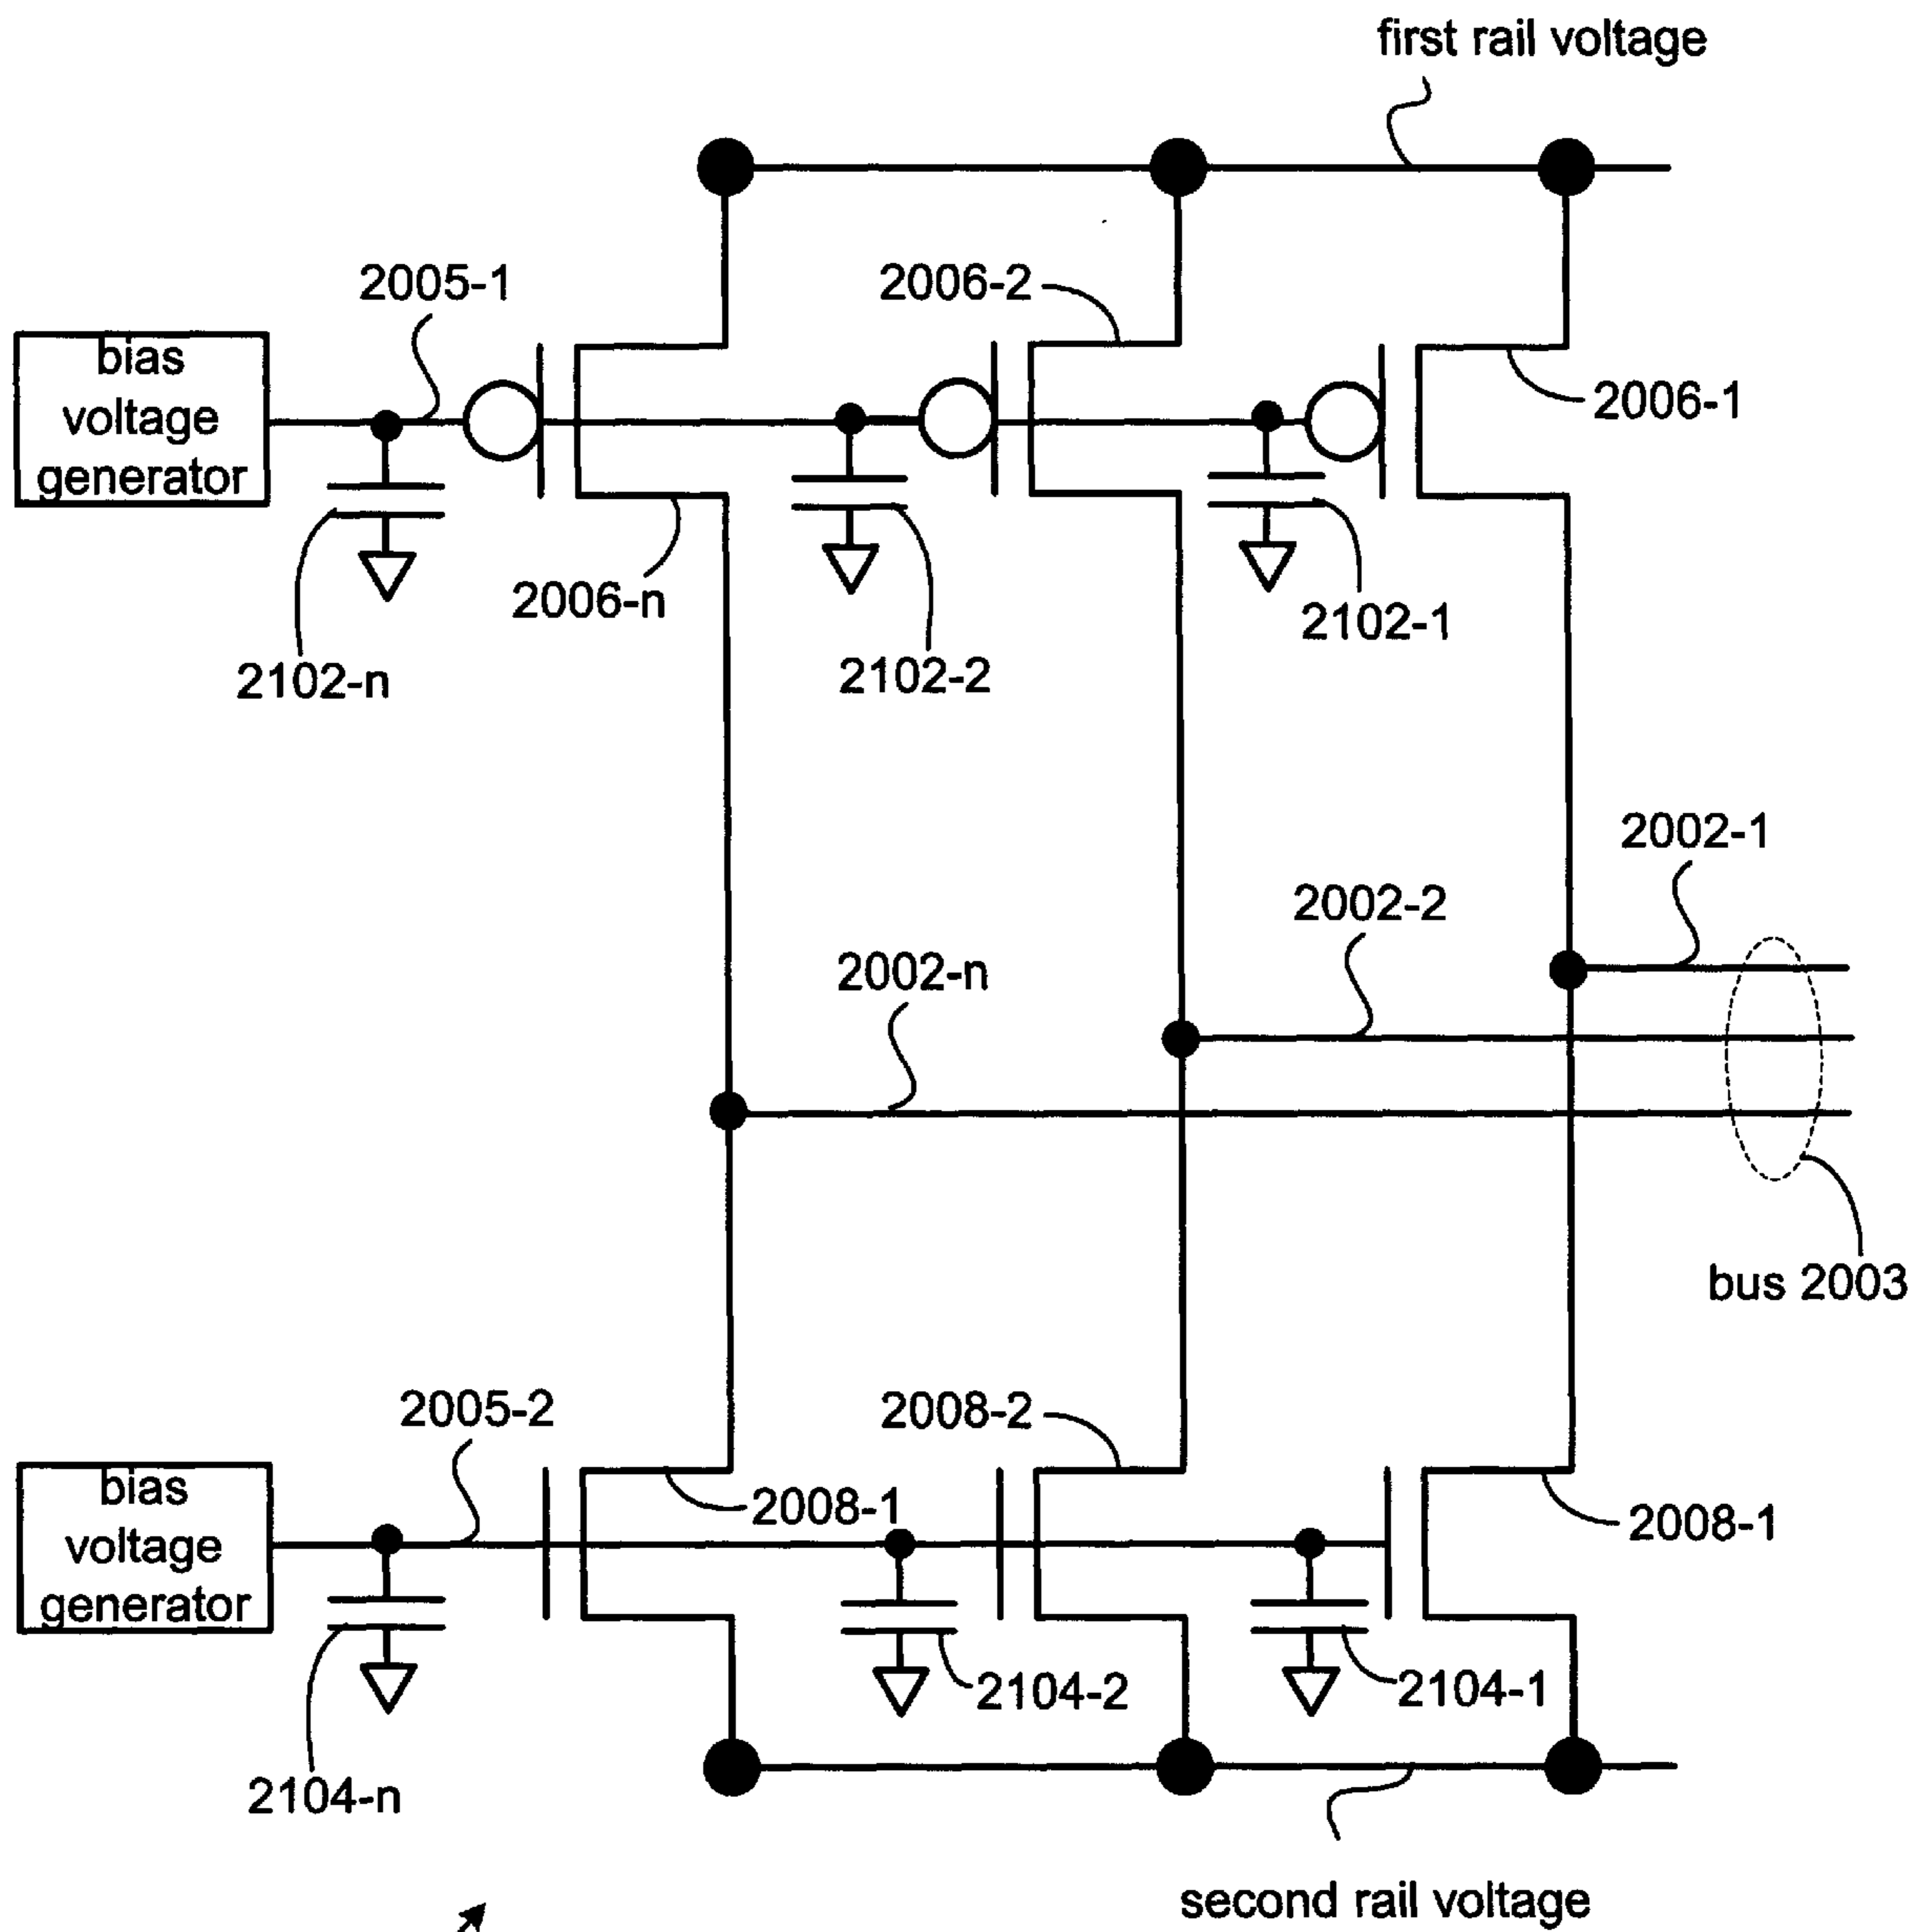 first rail voltage
2005-1
2006-2
bias
voltage
generator
2006-1
2006-n
2102-1
2102-n
2102-2
2002-1
2002-2
2002-n
bus 2003
2005-2
2008-2
bias
voltage
generator
2008-1
2008-1
2104-2
2104-1
2104-n
second rail voltage